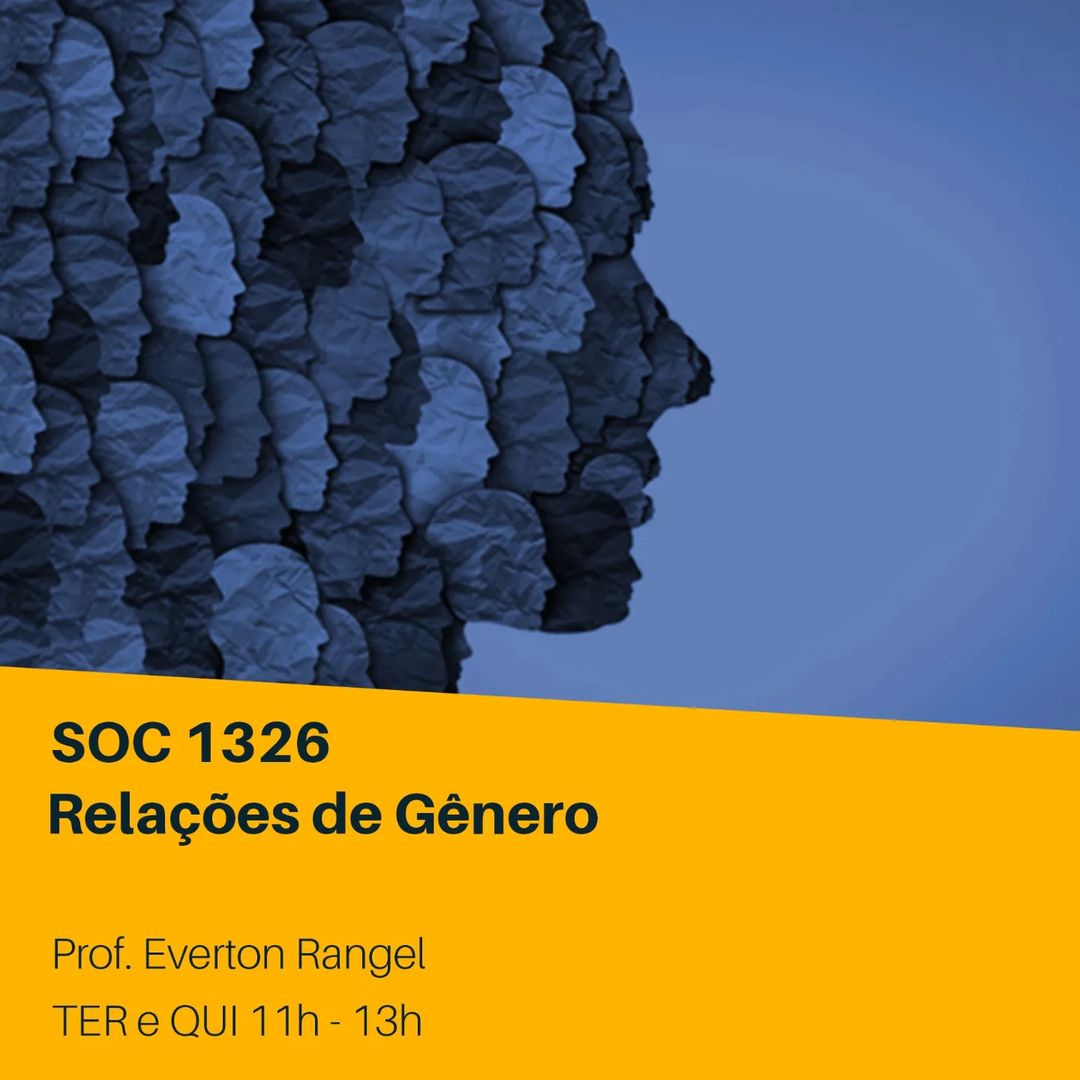 SOC 1326
Relações de Gênero
Prof. Everton Rangel
TER e QUI 11h - 13h